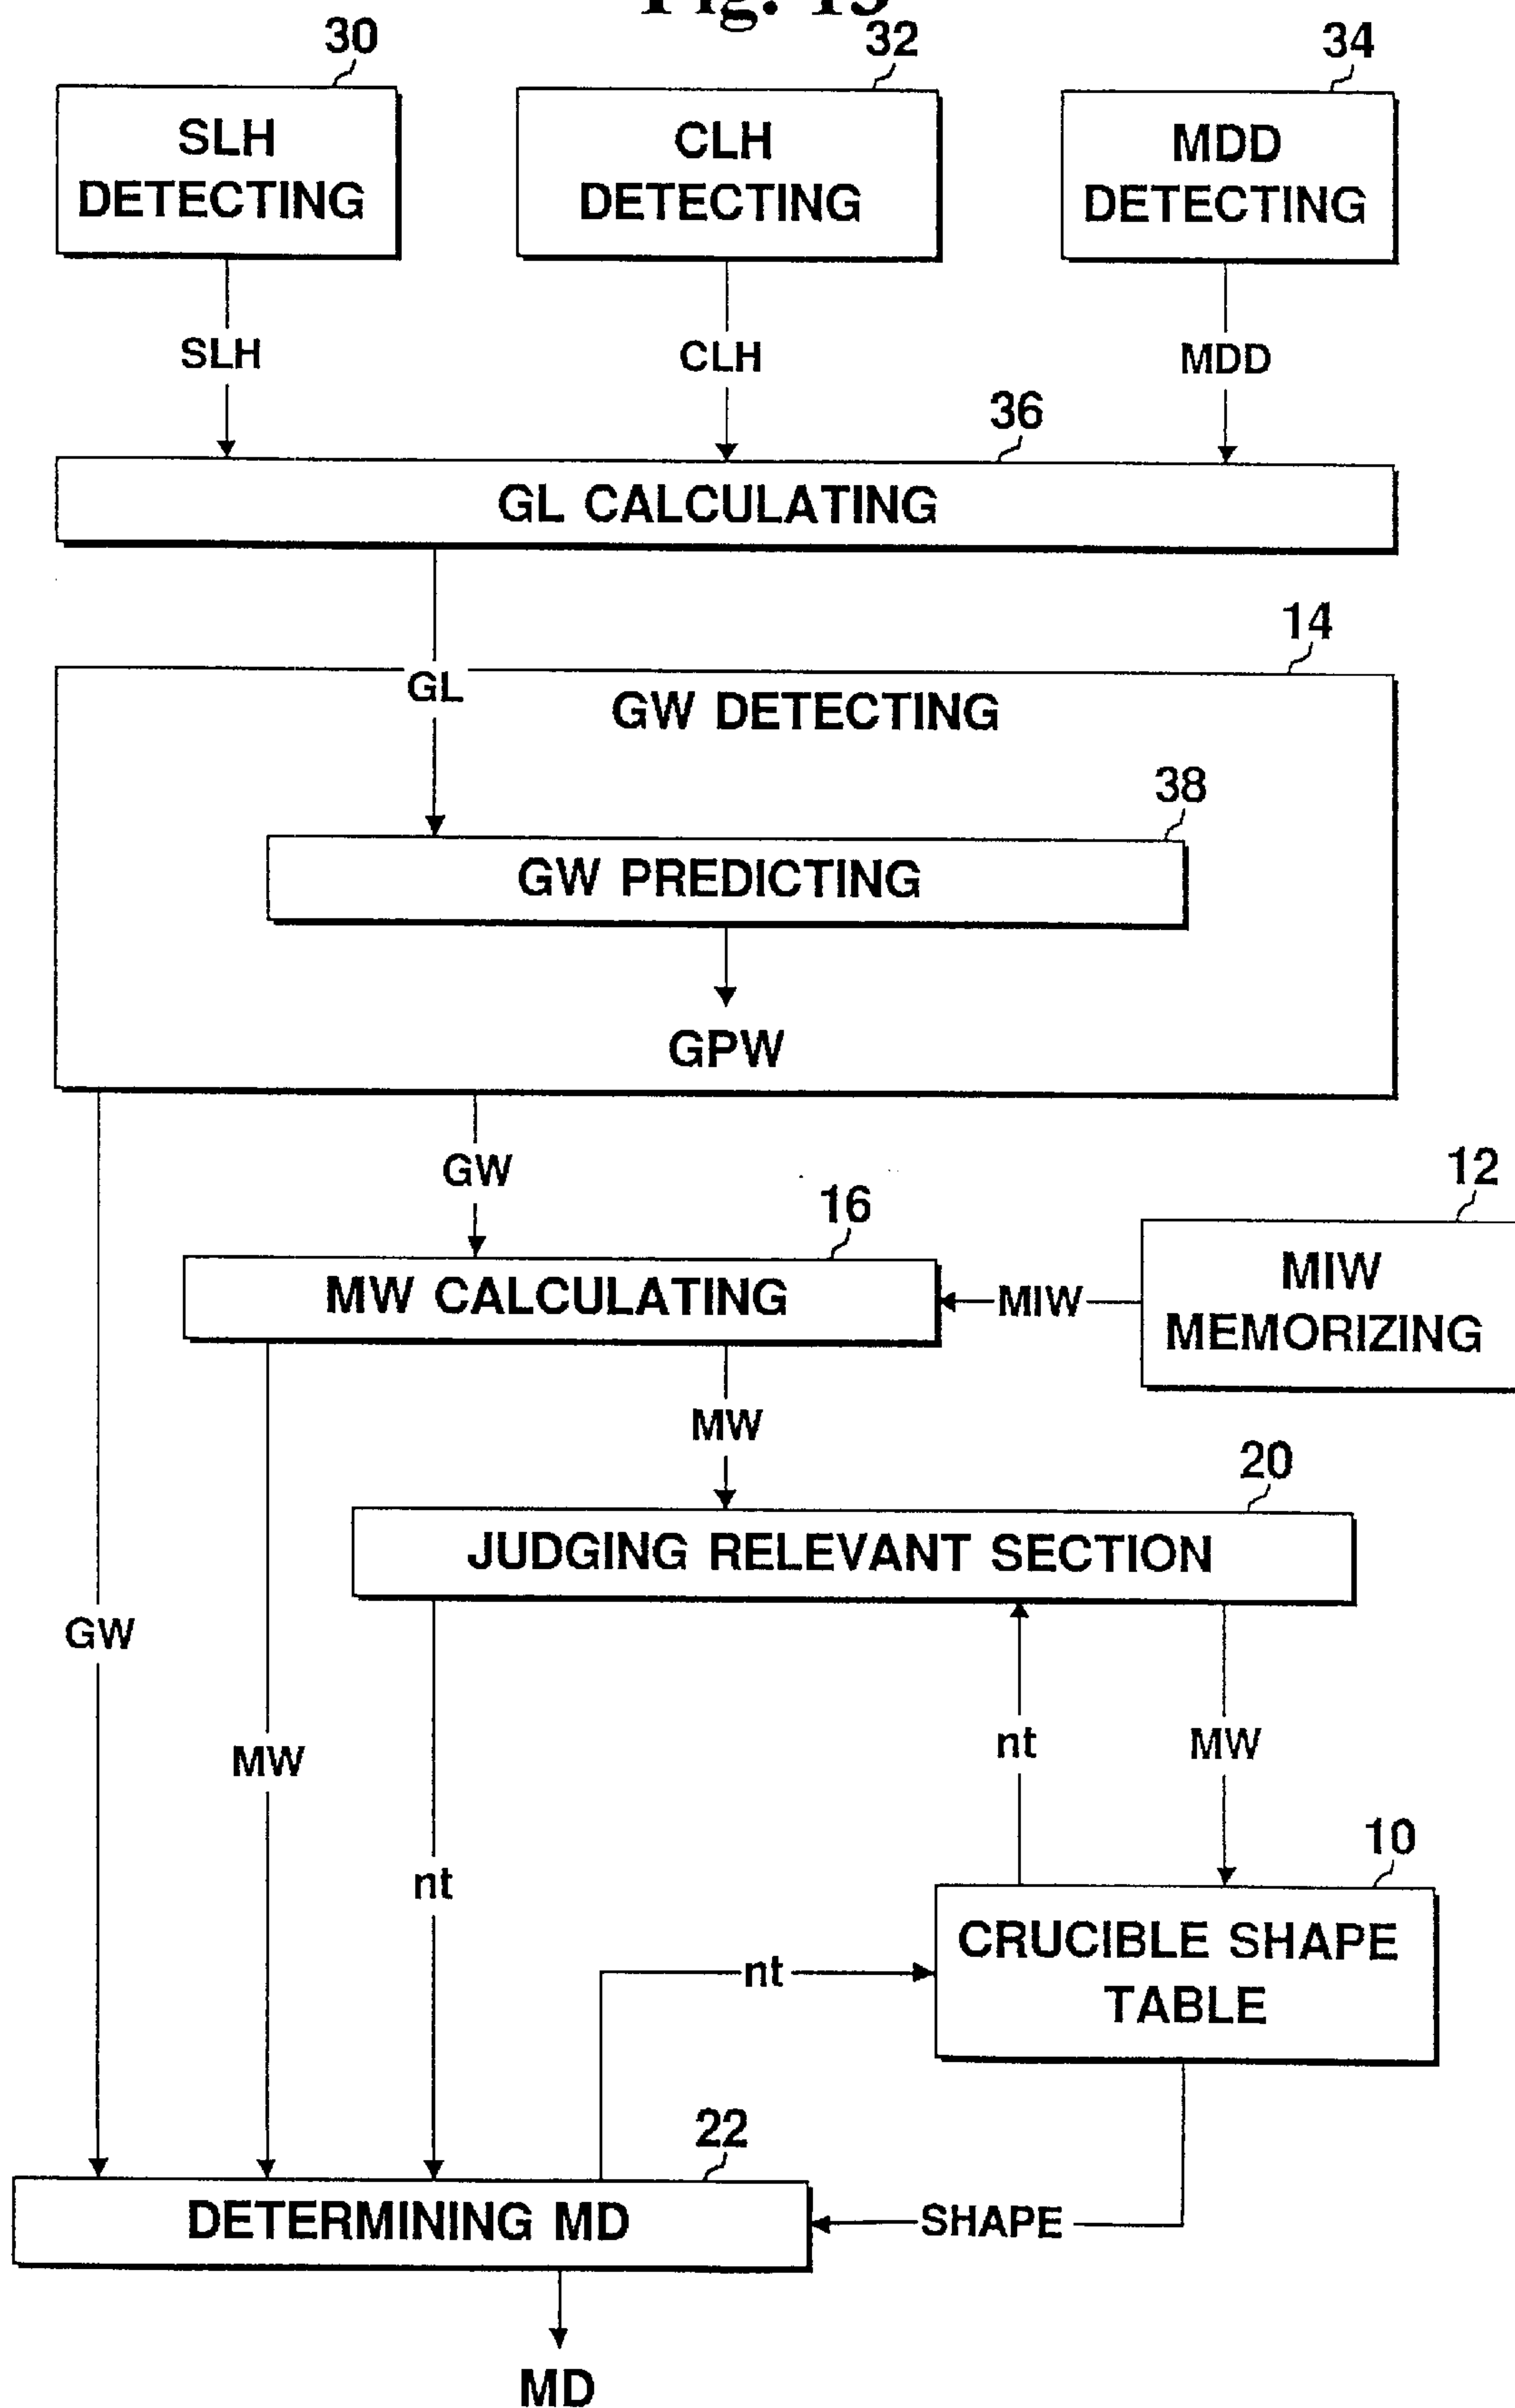 Fig. 13
30
32
34
SLH
DETECTING
CLH
DETECTING
MDD
DETECTING
SLH
CLH
MDD
36
GL CALCULATING
14
GL
GW DETECTING
38
GW PREDICTING
GPW
GW
12
16
MW CALCULATING
MIW
MIW
MEMORIZING
MW
20
JUDGING RELEVANT SECTION
GW
MW
nt
nt
MW
10
CRUCIBLE SHAPE
TABLE
nt
22
DETERMINING MD
SHAPE
MD